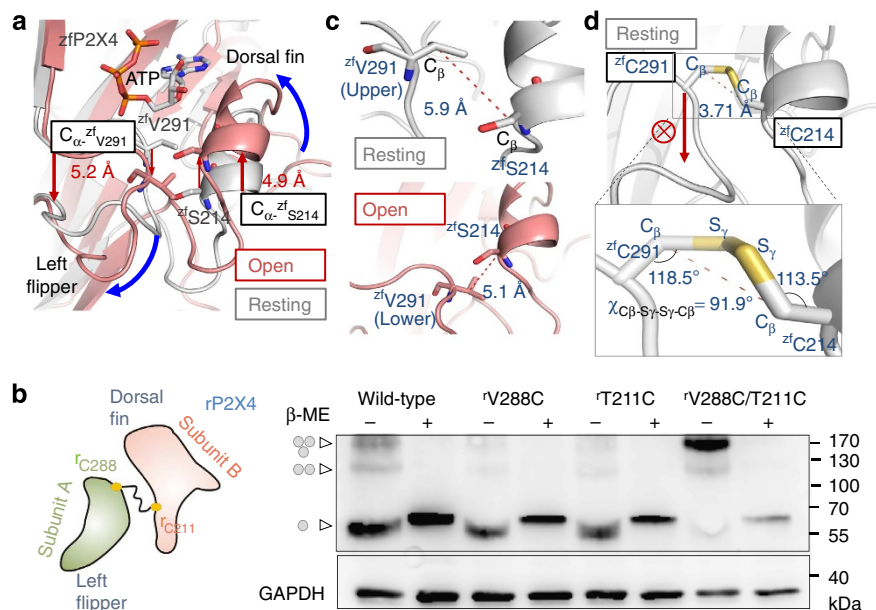 a
zfP2X4
ATP
Dorsal fin
zfV291
Cα-zfV291
5.2 Å
4.9 Å
zfS214
Cα-zfS214
Left
flipper
Open
Resting
c
zfV291
(Upper)
Cβ
5.9 Å
Cβ
zfS214
Resting
Open
zfS214
zfV291
(Lower)
5.1 Å
d
Resting
zfC291
Cβ
Cβ
3.71 Å
zfC214
Cβ
Sγ
Sγ
zfC291
118.5°
113.5°
χCβ-Sγ-Sγ-Cβ= 91.9°
Cβ
zfC214
b
Dorsal
fin
rP2X4
Subunit B
rC288
Subunit A
rC211
Left
flipper
Wild-type rV288C rT211C rV288C/T211C
β-ME − + − + − + − +
170
130
100
70
55
40
GAPDH
kDa